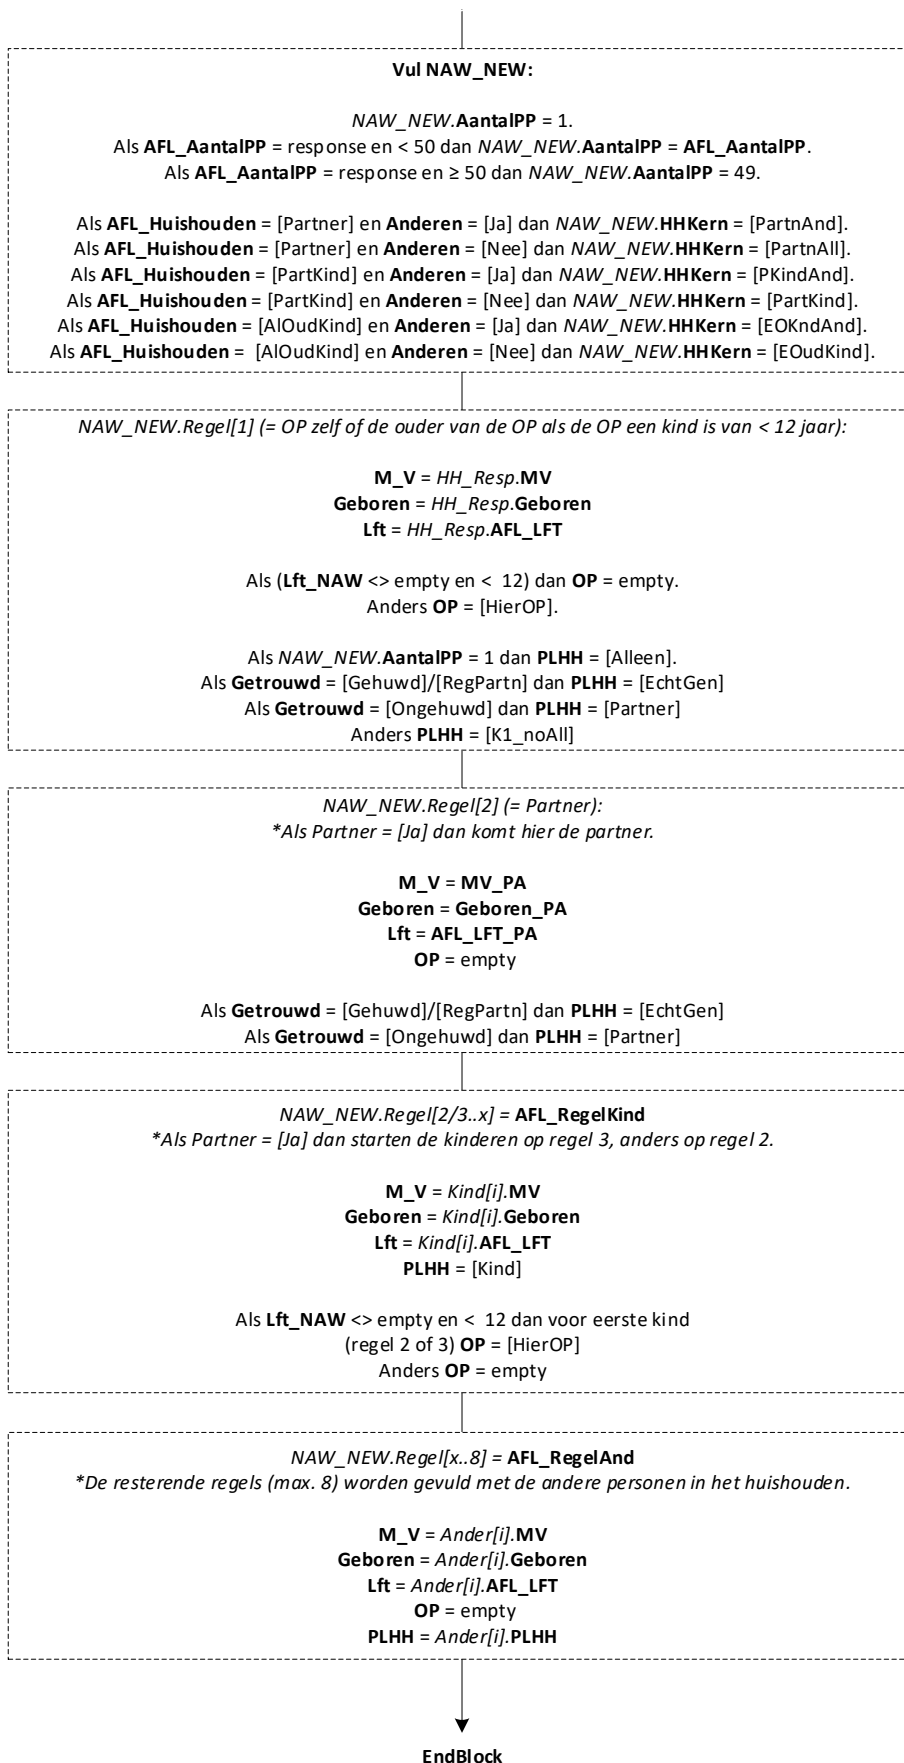 Vul NAW_NEW:
NAW_NEW.AantalPP = 1.
Als AFL_AantalPP = response en < 50 dan NAW_NEW.AantalPP = AFL_AantalPP.
Als AFL_AantalPP = response en ≥ 50 dan NAW_NEW.AantalPP = 49.
Als AFL_Huishouden = [Partner] en Anderen = [Ja] dan NAW_NEW.HHKern = [PartnAnd].
Als AFL_Huishouden = [Partner] en Anderen = [Nee] dan NAW_NEW.HHKern = [PartnAll].
Als AFL_Huishouden = [PartKind] en Anderen = [Ja] dan NAW_NEW.HHKern = [PKindAnd].
Als AFL_Huishouden = [PartKind] en Anderen = [Nee] dan NAW_NEW.HHKern = [PartKind].
Als AFL_Huishouden = [AlOudKind] en Anderen = [Ja] dan NAW_NEW.HHKern = [EOKndAnd].
Als AFL_Huishouden = [AlOudKind] en Anderen = [Nee] dan NAW_NEW.HHKern = [EOudKind].
NAW_NEW.Regel[1] (= OP zelf of de ouder van de OP als de OP een kind is van < 12 jaar):
M_V = HH_Resp.MV
Geboren = HH_Resp.Geboren
Lft = HH_Resp.AFL_LFT
Als (Lft_NAW <> empty en < 12) dan OP = empty.
Anders OP = [HierOP].
Als NAW_NEW.AantalPP = 1 dan PLHH = [Alleen].
Als Getrouwd = [Gehuwd]/[RegPartn] dan PLHH = [EchtGen]
Als Getrouwd = [Ongehuwd] dan PLHH = [Partner]
Anders PLHH = [K1_noAll]
NAW_NEW.Regel[2] (= Partner):
*Als Partner = [Ja] dan komt hier de partner.
M_V = MV_PA
Geboren = Geboren_PA
Lft = AFL_LFT_PA
OP = empty
Als Getrouwd = [Gehuwd]/[RegPartn] dan PLHH = [EchtGen]
Als Getrouwd = [Ongehuwd] dan PLHH = [Partner]
NAW_NEW.Regel[2/3..x] = AFL_RegelKind
*Als Partner = [Ja] dan starten de kinderen op regel 3, anders op regel 2.
M_V = Kind[i].MV
Geboren = Kind[i].Geboren
Lft = Kind[i].AFL_LFT
PLHH = [Kind]
Als Lft_NAW <> empty en < 12 dan voor eerste kind
(regel 2 of 3) OP = [HierOP]
Anders OP = empty
NAW_NEW.Regel[x..8] = AFL_RegelAnd
*De resterende regels (max. 8) worden gevuld met de andere personen in het huishouden.
M_V = Ander[i].MV
Geboren = Ander[i].Geboren
Lft = Ander[i].AFL_LFT
OP = empty
PLHH = Ander[i].PLHH
EndBlock